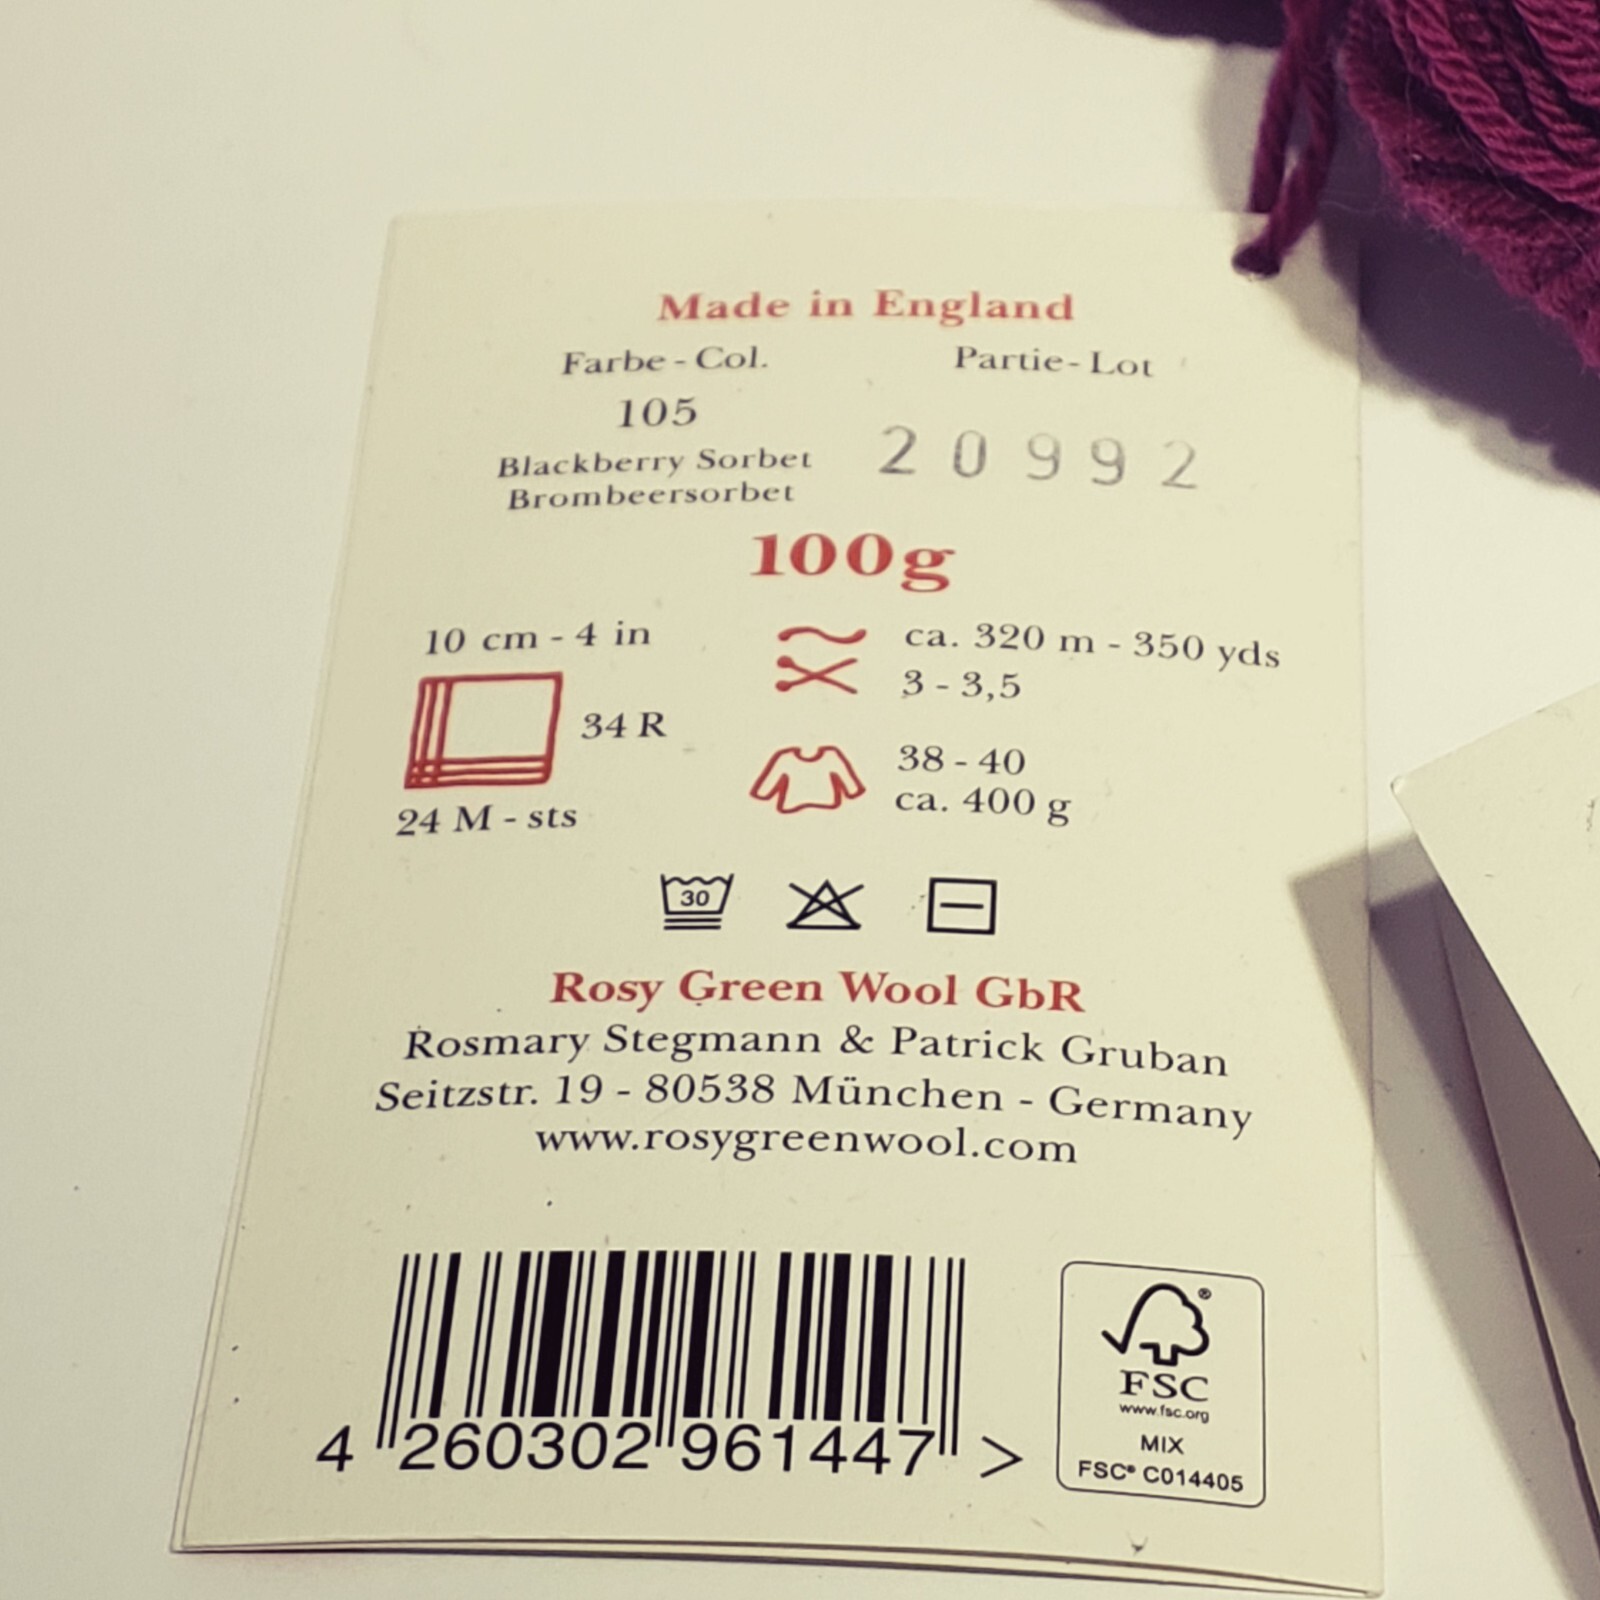 Made in England
Farbe - Col.
Partie - Lot
105
Blackberry Sorbet
Brombeersorbet
20992
100g
10 cm - 4 in
34 R
24 M - sts
ca. 320 m - 350 yds
3 - 3,5
38 - 40
ca. 400 g
30
Rosy Green Wool GbR
Rosmary Stegmann & Patrick Gruban
Seitzstr. 19 - 80538 München - Germany
www.rosygreenwool.com
4 260302 961447 >
®
FSC
www.fsc.org
MIX
FSC® C014405